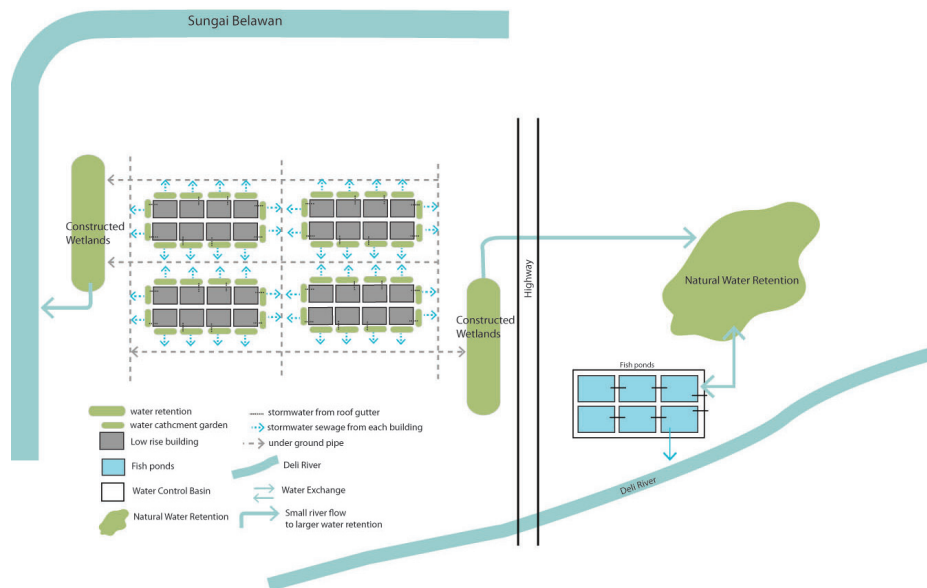 Sungai Belawan
Constructed
Wetlands
Highway
Natural Water Retention
Constructed
Wetlands
Fish ponds
Deli River
water retention
water cathcment garden
Low rise building
Fish ponds
Water Control Basin
Natural Water Retention
stormwater from roof gutter
stormwater sewage from each building
under ground pipe
Deli River
Water Exchange
Small river flow
to larger water retention